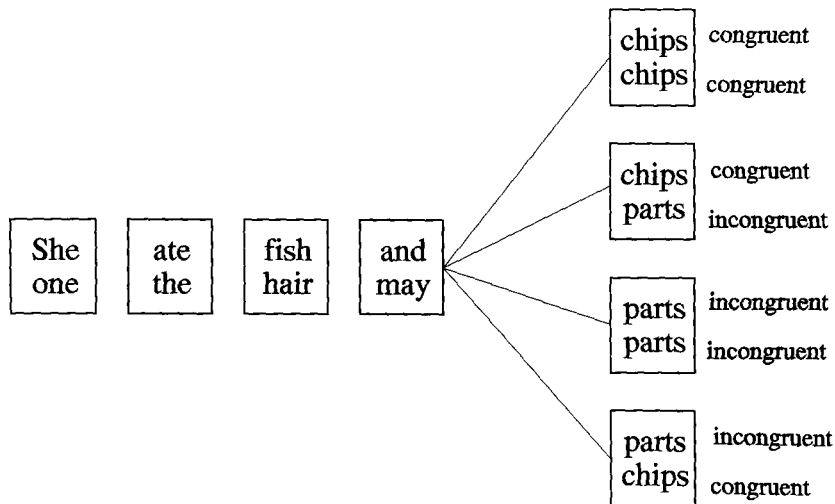 She
one
ate
the
fish
hair
and
may
chips congruent
chips congruent
chips congruent
parts incongruent
parts incongruent
parts incongruent
parts incongruent
chips congruent